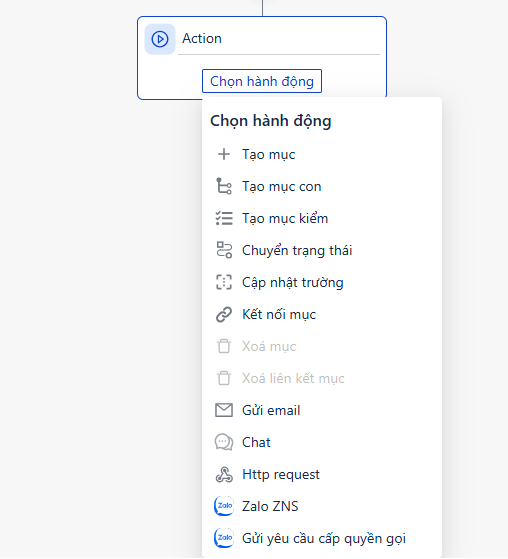 Action
Chọn hành động
Chọn hành động
Tạo mục
Tạo mục con
Tạo mục kiểm
Chuyển trạng thái
Cập nhật trường
Kết nối mục
Xoá mục
Xoá liên kết mục
Gửi email
Chat
Http request
Zalo Zalo ZNS
Zalo Gửi yêu cầu cấp quyền gọi